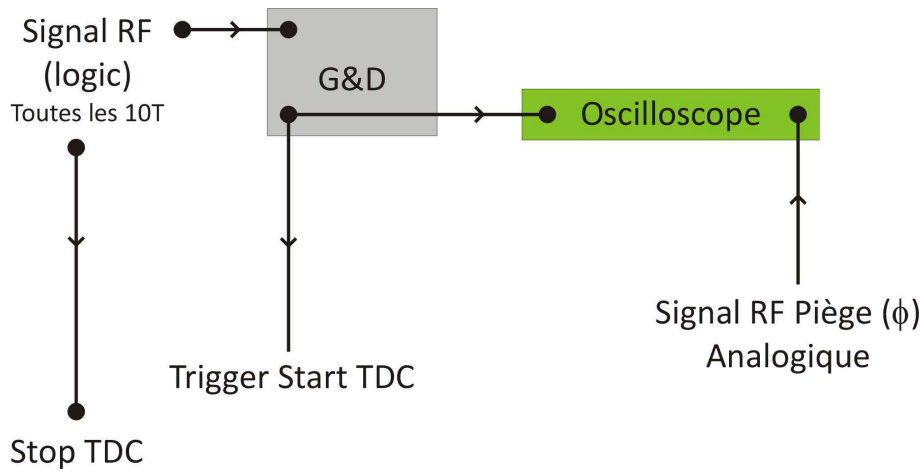 Signal RF
(logic)
Toutes les 10T
G&D
Oscilloscope
Signal RF Piège (ϕ)
Analogique
Trigger Start TDC
Stop TDC